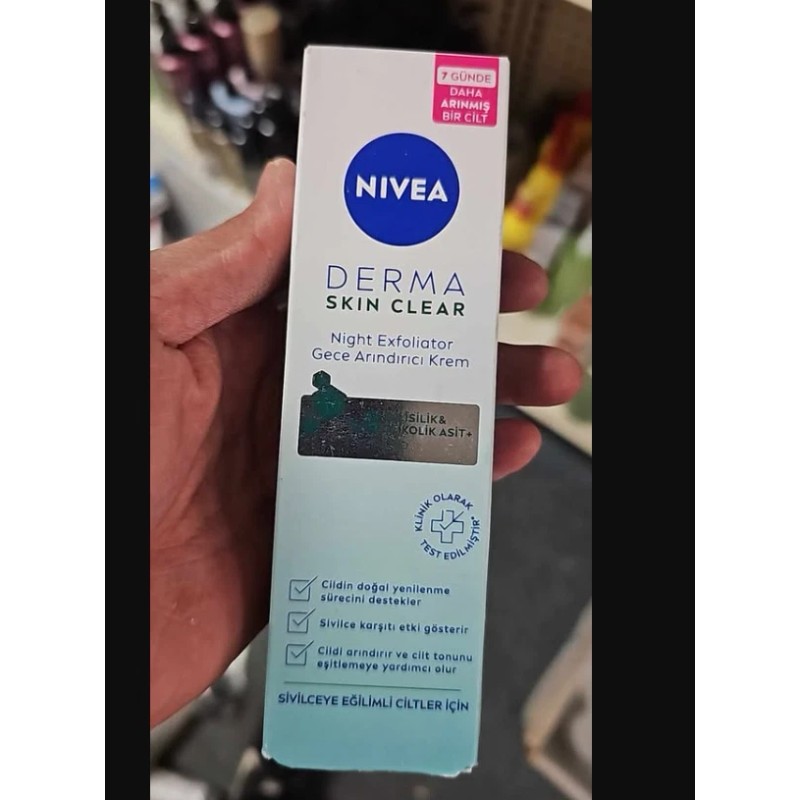 7 GÜNDE
DAHA
ARINMIŞ
BİR CİLT
NIVEA
DERMA
SKIN CLEAR
Night Exfoliator
Gece Arındırıcı Krem
ASİT+
KLİNİK OLARAK
TEST EDİLMİŞTİR*
Cildin doğal yenilenme
sürecini destekler
Sivilce karşıtı etki gösterir
Cildi arındırır ve cilt tonunu
eşitlemeye yardımcı olur
SİVİLCEYE EĞİLİMLİ CİLTLER İÇİN